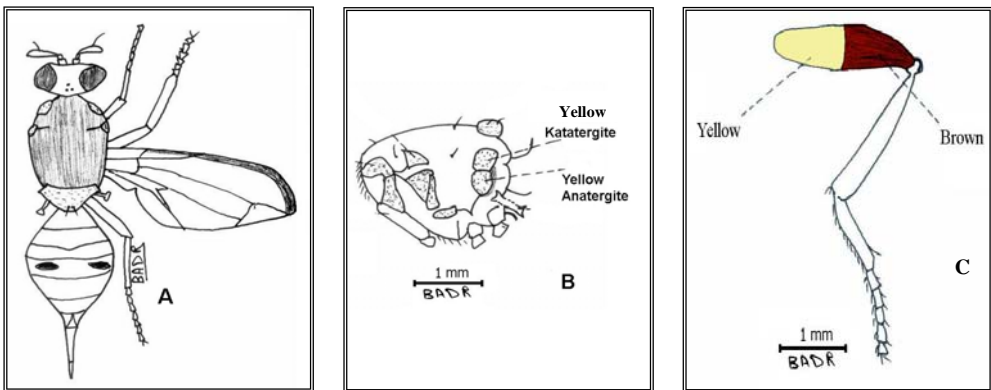 BADR
A
Yellow
Katatergite
Yellow
Anatergite
1 mm
BADR
B
Yellow
Brown
C
1 mm
BADR